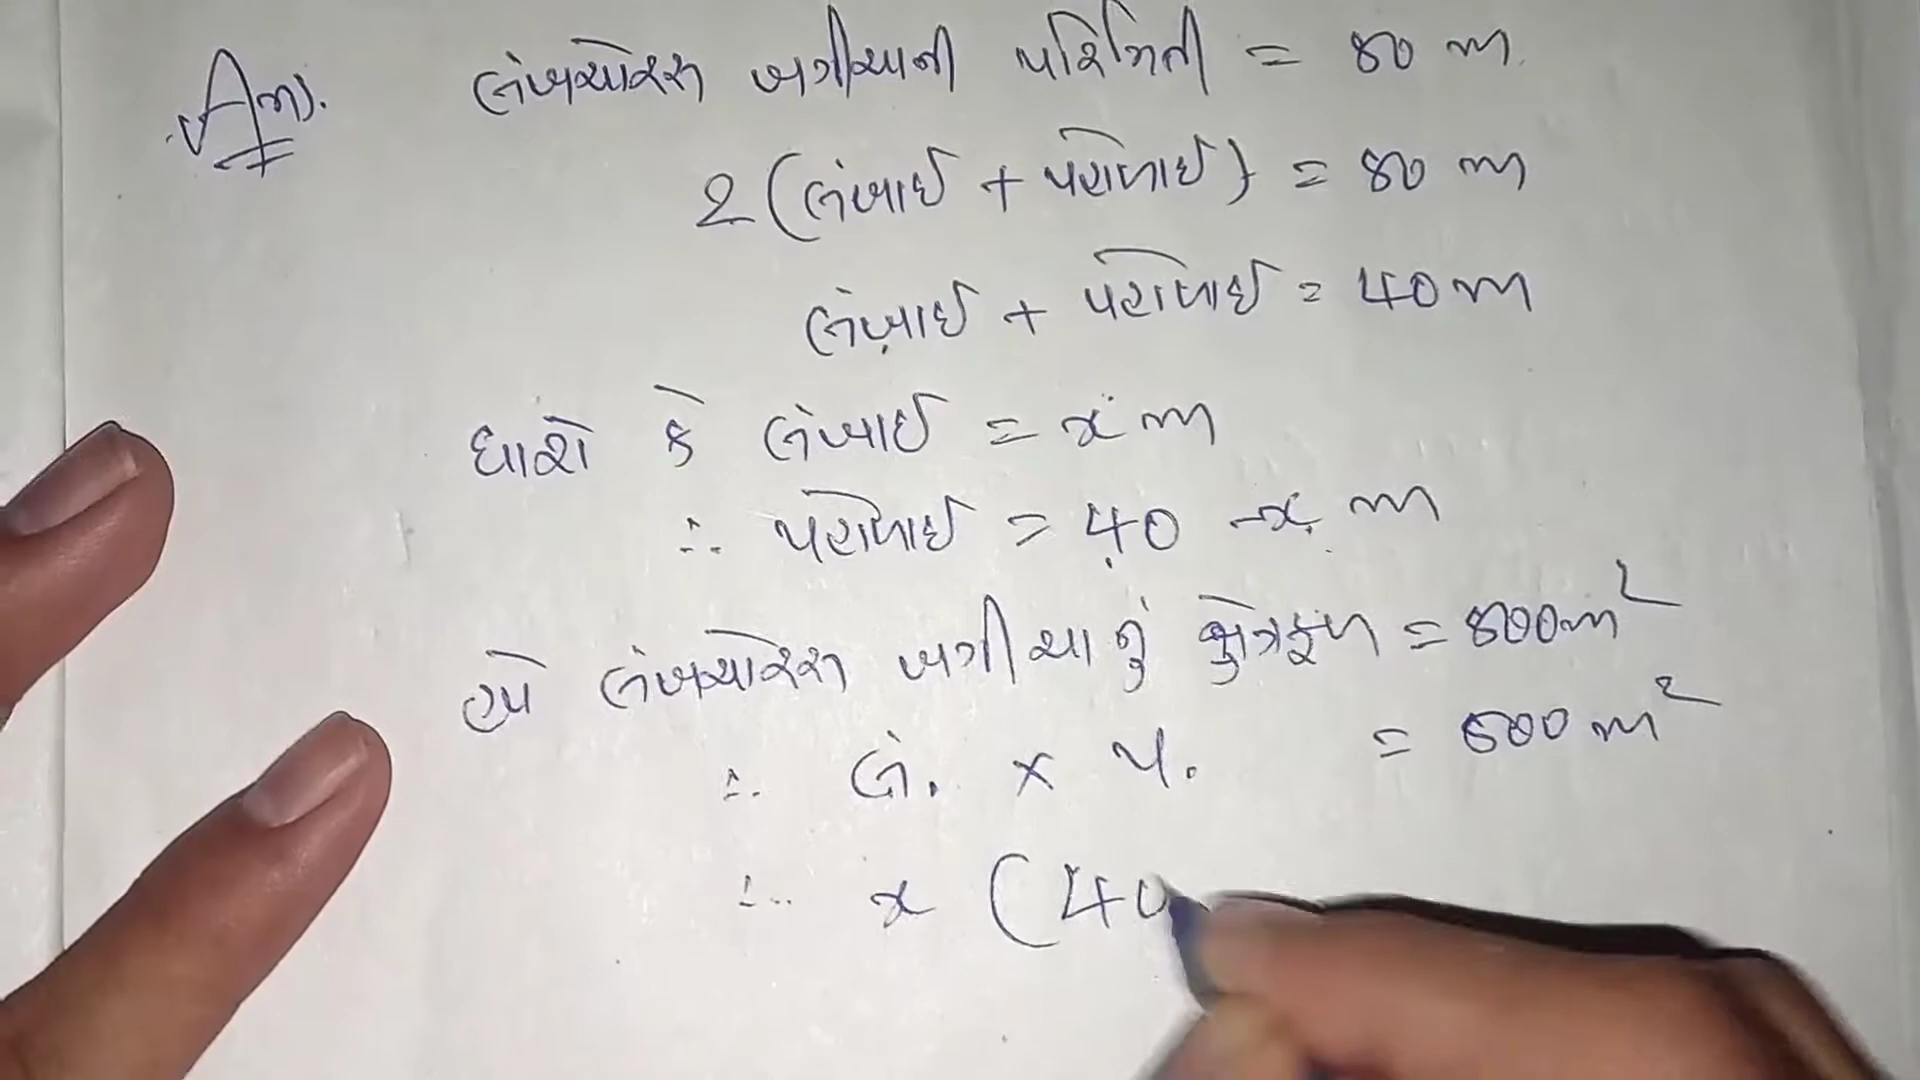 Ans. લંબચોરસ બગીચાની પરિમિતી = 80 m.
2 (લંબાઈ + પહોળાઈ) = 80 m
લંબાઈ + પહોળાઈ = 40 m
ધારો કે લંબાઈ = x m
∴ પહોળાઈ = 40 - x m
હવે લંબચોરસ બગીચાનું ક્ષેત્રફળ = 400 m²
∴ લં. × પ. = 400 m²
∴ x (40